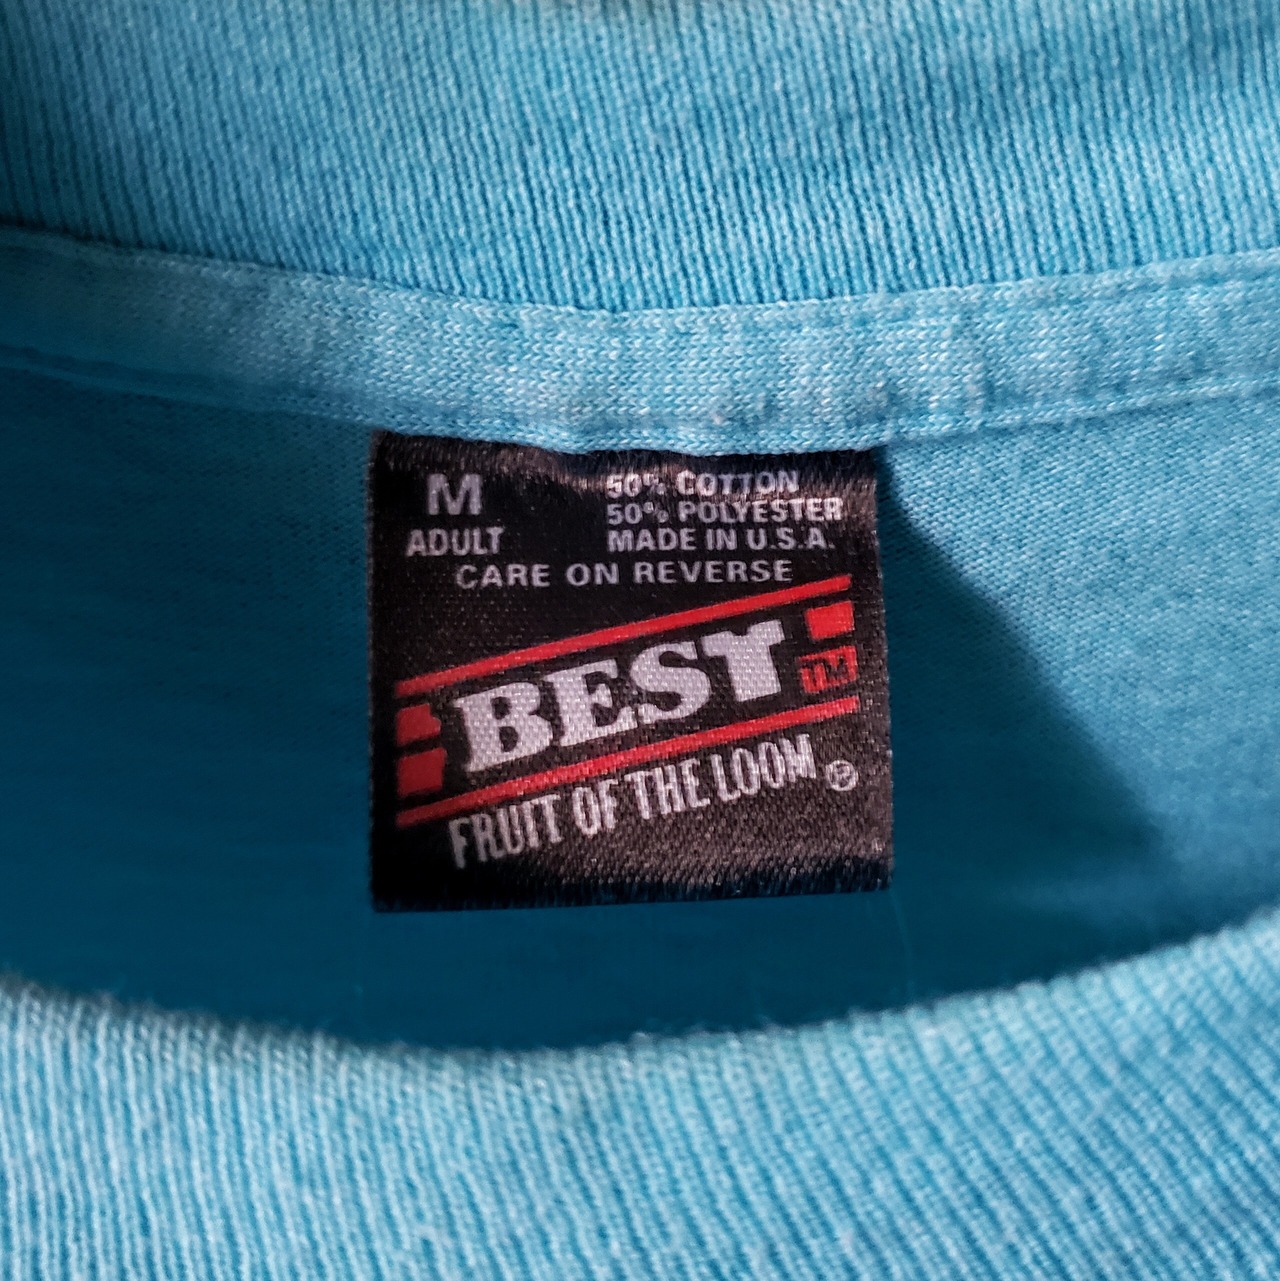 M
ADULT
50% COTTON
50% POLYESTER
MADE IN U.S.A.
CARE ON REVERSE
BEST TM
FRUIT OF THE LOOM ®